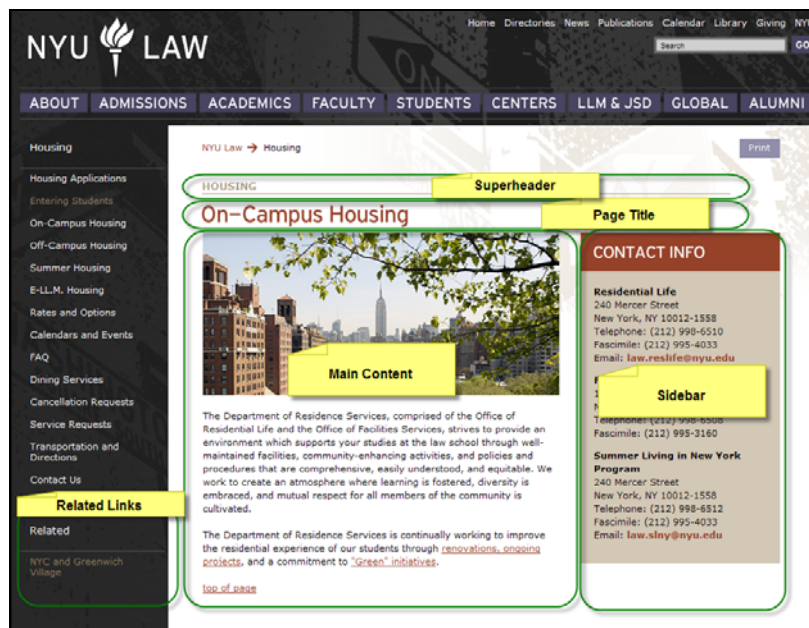 Home Directories News Publications Calendar Library Giving NYU
NYU LAW
Search
GO
ABOUT ADMISSIONS ACADEMICS FACULTY STUDENTS CENTERS LLM & JSD GLOBAL ALUMNI
Housing
Housing Applications
Entering Students
On-Campus Housing
Off-Campus Housing
Summer Housing
E-LL.M. Housing
Rates and Options
Calendars and Events
FAQ
Dining Services
Cancellation Requests
Service Requests
Transportation and
Directions
Contact Us
Related Links
Related
NYC and Greenwich
Village
NYU Law → Housing
Print
HOUSING
Superheader
On-Campus Housing
Page Title
Main Content
The Department of Residence Services, comprised of the Office of
Residential Life and the Office of Facilities Services, strives to provide an
environment which supports your studies at the law school through well-
maintained facilities, community-enhancing activities, and policies and
procedures that are comprehensive, easily understood, and equitable. We
work to create an atmosphere where learning is fostered, diversity is
embraced, and mutual respect for all members of the community is
cultivated.
The Department of Residence Services is continually working to improve
the residential experience of our students through renovations, ongoing
projects, and a commitment to "Green" initiatives.
top of page
CONTACT INFO
Residential Life
240 Mercer Street
New York, NY 10012-1558
Telephone: (212) 998-6510
Fascimile: (212) 995-4033
Email: law.reslife@nyu.edu
Sidebar
Telephone: (212) 998-6508
Fascimile: (212) 995-3160
Summer Living in New York
Program
240 Mercer Street
New York, NY 10012-1558
Telephone: (212) 998-6512
Fascimile: (212) 995-4033
Email: law.slny@nyu.edu